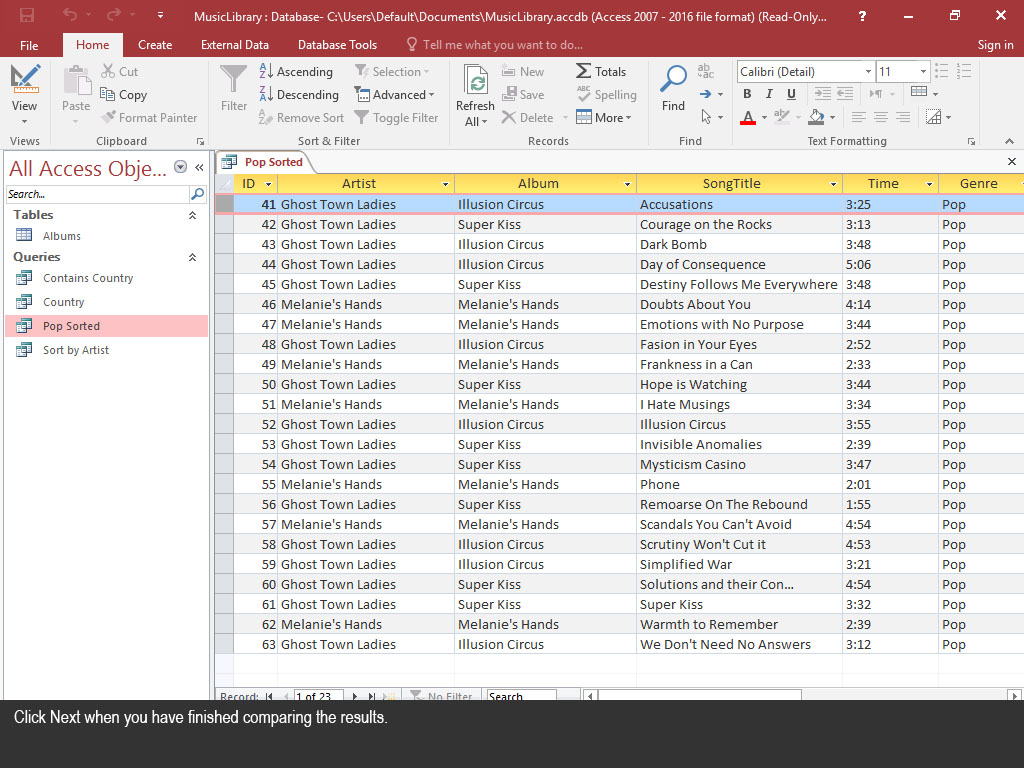 MusicLibrary : Database- C:\Users\Default\Documents\MusicLibrary.accdb (Access 2007 - 2016 file format) (Read-Only... ?
File Home Create External Data Database Tools Tell me what you want to do... Sign in
View Paste Cut Copy Format Painter
Filter Ascending Descending Remove Sort Selection Advanced Toggle Filter
Refresh All New Save Delete Totals Spelling More
Find ab ac
Calibri (Detail) 11
B I U A ab
Views Clipboard Sort & Filter Records Find Text Formatting
All Access Obje...
Search...
Tables
Albums
Queries
Contains Country
Country
Pop Sorted
Sort by Artist
Pop Sorted
ID Artist Album SongTitle Time Genre
41 Ghost Town Ladies Illusion Circus Accusations 3:25 Pop
42 Ghost Town Ladies Super Kiss Courage on the Rocks 3:13 Pop
43 Ghost Town Ladies Illusion Circus Dark Bomb 3:48 Pop
44 Ghost Town Ladies Illusion Circus Day of Consequence 5:06 Pop
45 Ghost Town Ladies Super Kiss Destiny Follows Me Everywhere 3:48 Pop
46 Melanie's Hands Melanie's Hands Doubts About You 4:14 Pop
47 Melanie's Hands Melanie's Hands Emotions with No Purpose 3:44 Pop
48 Ghost Town Ladies Illusion Circus Fasion in Your Eyes 2:52 Pop
49 Melanie's Hands Melanie's Hands Frankness in a Can 2:33 Pop
50 Ghost Town Ladies Super Kiss Hope is Watching 3:44 Pop
51 Melanie's Hands Melanie's Hands I Hate Musings 3:34 Pop
52 Ghost Town Ladies Illusion Circus Illusion Circus 3:55 Pop
53 Ghost Town Ladies Super Kiss Invisible Anomalies 2:39 Pop
54 Ghost Town Ladies Super Kiss Mysticism Casino 3:47 Pop
55 Melanie's Hands Melanie's Hands Phone 2:01 Pop
56 Ghost Town Ladies Super Kiss Remoarse On The Rebound 1:55 Pop
57 Melanie's Hands Melanie's Hands Scandals You Can't Avoid 4:54 Pop
58 Ghost Town Ladies Illusion Circus Scrutiny Won't Cut it 4:53 Pop
59 Ghost Town Ladies Illusion Circus Simplified War 3:21 Pop
60 Ghost Town Ladies Super Kiss Solutions and their Con... 4:54 Pop
61 Ghost Town Ladies Super Kiss Super Kiss 3:32 Pop
62 Melanie's Hands Melanie's Hands Warmth to Remember 2:39 Pop
63 Ghost Town Ladies Illusion Circus We Don't Need No Answers 3:12 Pop
Record: 1 of 23 No Filter Search
Click Next when you have finished comparing the results.